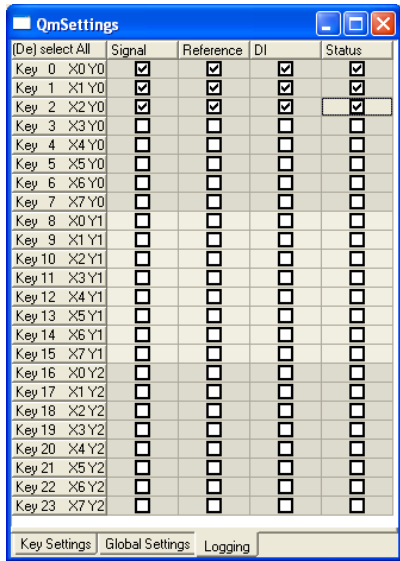 QmSettings
(De) select All Signal Reference DI Status
Key 0 X0 Y0
Key 1 X1 Y0
Key 2 X2 Y0
Key 3 X3 Y0
Key 4 X4 Y0
Key 5 X5 Y0
Key 6 X6 Y0
Key 7 X7 Y0
Key 8 X0 Y1
Key 9 X1 Y1
Key 10 X2 Y1
Key 11 X3 Y1
Key 12 X4 Y1
Key 13 X5 Y1
Key 14 X6 Y1
Key 15 X7 Y1
Key 16 X0 Y2
Key 17 X1 Y2
Key 18 X2 Y2
Key 19 X3 Y2
Key 20 X4 Y2
Key 21 X5 Y2
Key 22 X6 Y2
Key 23 X7 Y2
Key Settings Global Settings Logging